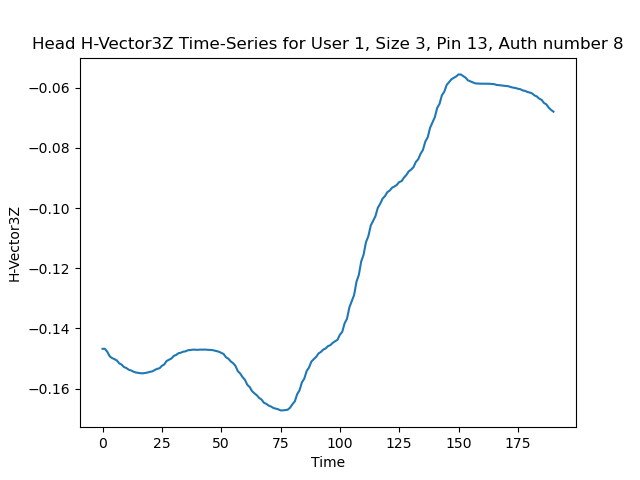 Head H-Vector3Z Time-Series for User 1, Size 3, Pin 13, Auth number 8
H-Vector3Z
−0.06
−0.08
−0.10
−0.12
−0.14
−0.16
0 25 50 75 100 125 150 175
Time